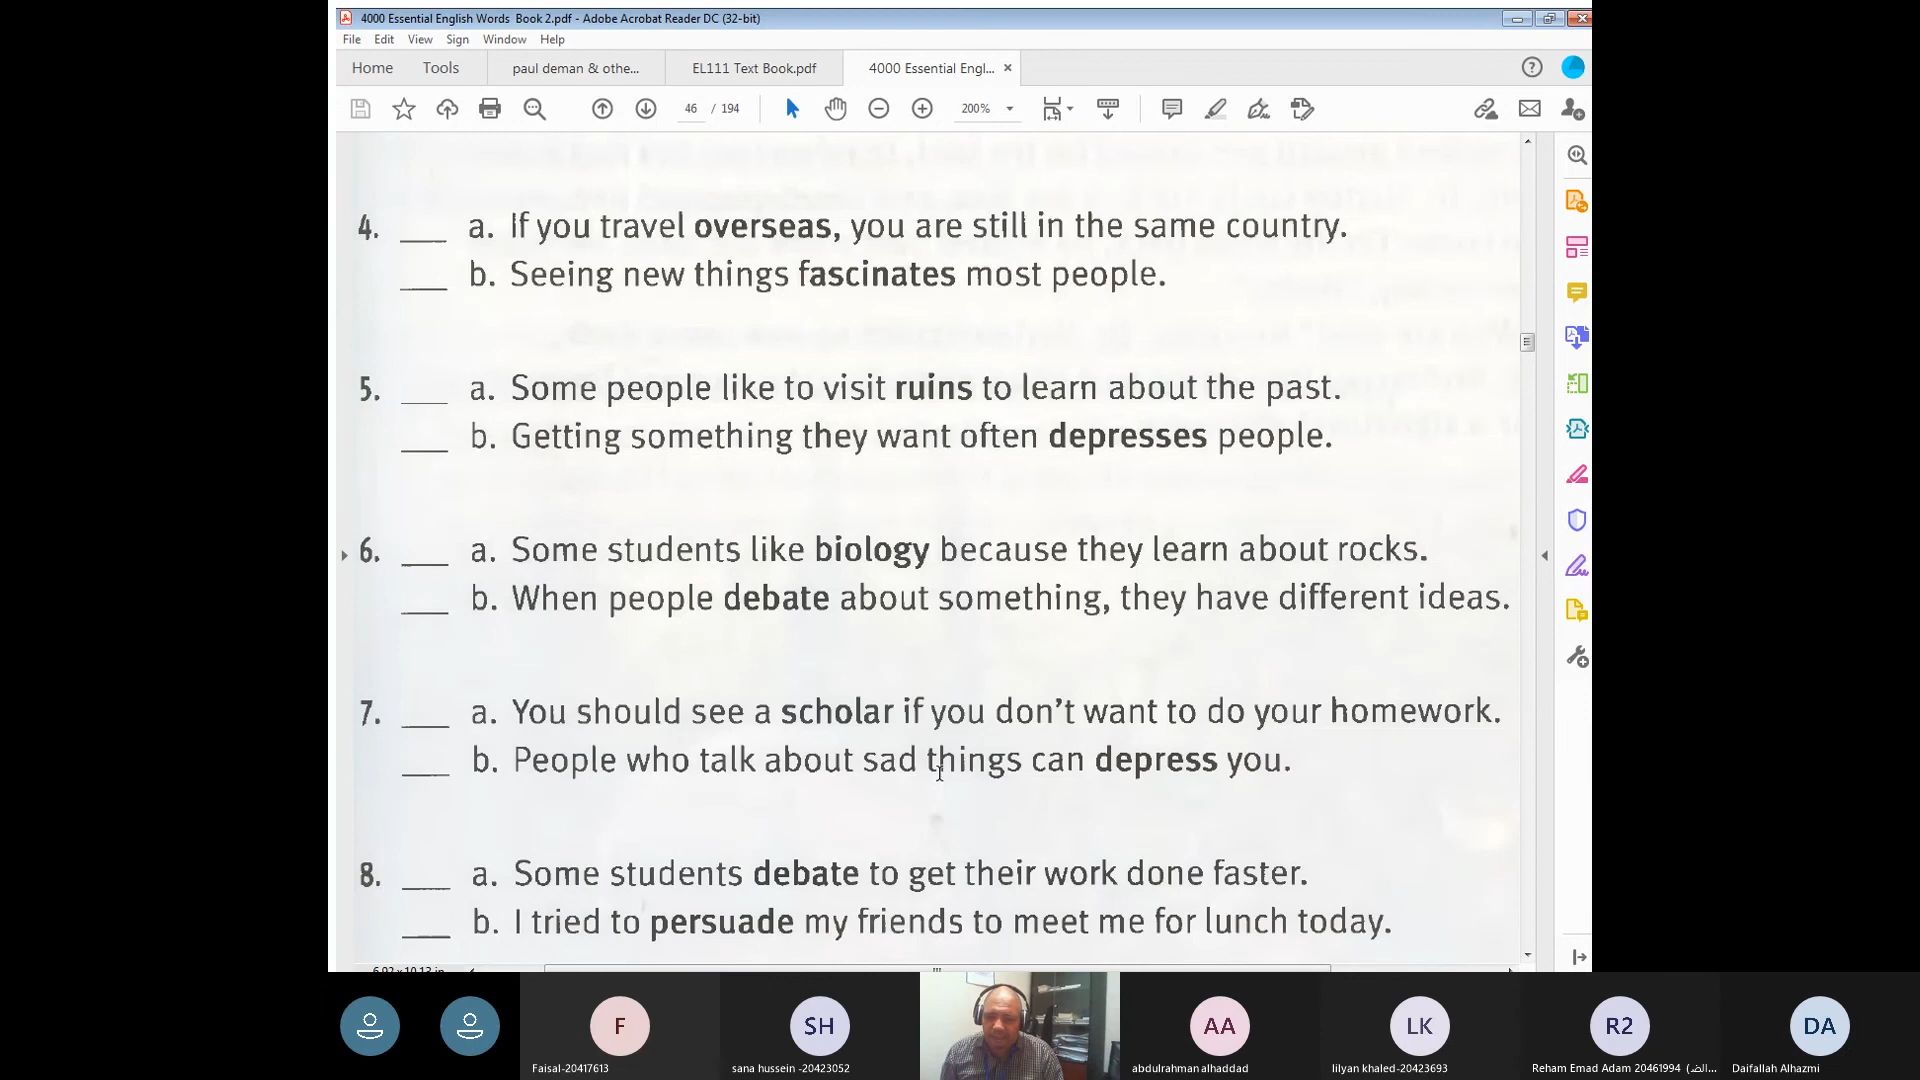 4000 Essential English Words Book 2.pdf - Adobe Acrobat Reader DC (32-bit)
File Edit View Sign Window Help
Home Tools paul deman & othe... EL111 Text Book.pdf 4000 Essential Engl... ×
46 / 194 200%
4. ___ a. If you travel overseas, you are still in the same country.
___ b. Seeing new things fascinates most people.
5. ___ a. Some people like to visit ruins to learn about the past.
___ b. Getting something they want often depresses people.
6. ___ a. Some students like biology because they learn about rocks.
___ b. When people debate about something, they have different ideas.
7. ___ a. You should see a scholar if you don't want to do your homework.
___ b. People who talk about sad things can depress you.
8. ___ a. Some students debate to get their work done faster.
___ b. I tried to persuade my friends to meet me for lunch today.
6.92 x 10.13 in
F SH AA LK R2 DA
Faisal-20417613 sana hussein -20423052 abdulrahman alhaddad lilyan khaled-20423693 Reham Emad Adam 20461994 Daifallah Alhazmi